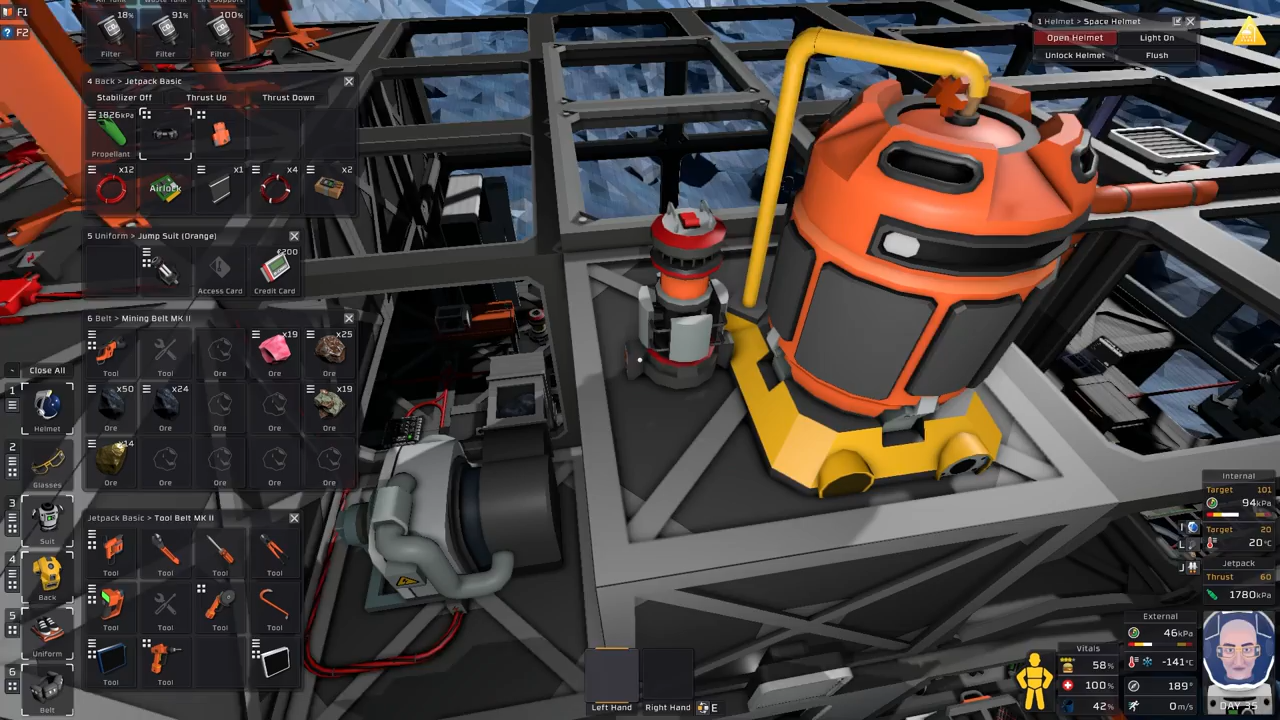 F1
F2
18% 91% 100%
Filter Filter Filter
4 Back > Jetpack Basic
Stabilizer Off Thrust Up Thrust Down
1826kPa
Propellant
x12 x1 x4 x2
Airlock
5 Uniform > Jump Suit (Orange)
€200
Access Card Credit Card
6 Belt > Mining Belt MK II
x19 x25
Tool Tool Ore Ore Ore
x50 x24 x19
Ore Ore Ore Ore Ore
x14
Ore Ore Ore Ore Ore
Jetpack Basic > Tool Belt MK II
Tool Tool Tool Tool
Tool Tool Tool Tool
Tool Tool
Close All
1
Helmet
2
Glasses
3
Suit
4
Back
5
Uniform
6
Belt
1 Helmet > Space Helmet
Open Helmet Light On
Unlock Helmet Flush
Left Hand Right Hand E
Internal
Target 101
94kPa
Target 20
20°C
Jetpack
Thrust 60
1780kPa
External
46kPa
-141°C
189°
0m/s
Vitals
58%
100%
42%
DAY 35